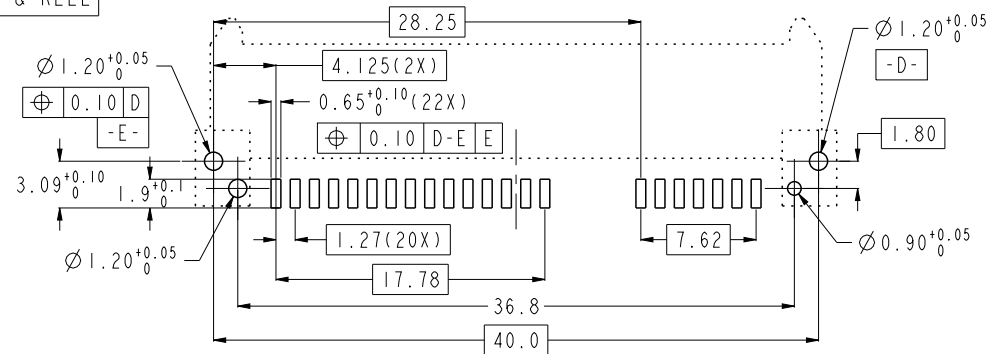 & REEL
28.25
Ø1.20 +0.05 0
Ø1.20 +0.05 0
4.125(2X)
-D-
⌖ 0.10 D
0.65 +0.10 0 (22X)
-E-
⌖ 0.10 D-E E
1.80
3.09 +0.10 0
1.9 +0.1 0
1.27(20X)
7.62
Ø0.90 +0.05 0
Ø1.20 +0.05 0
17.78
36.8
40.0